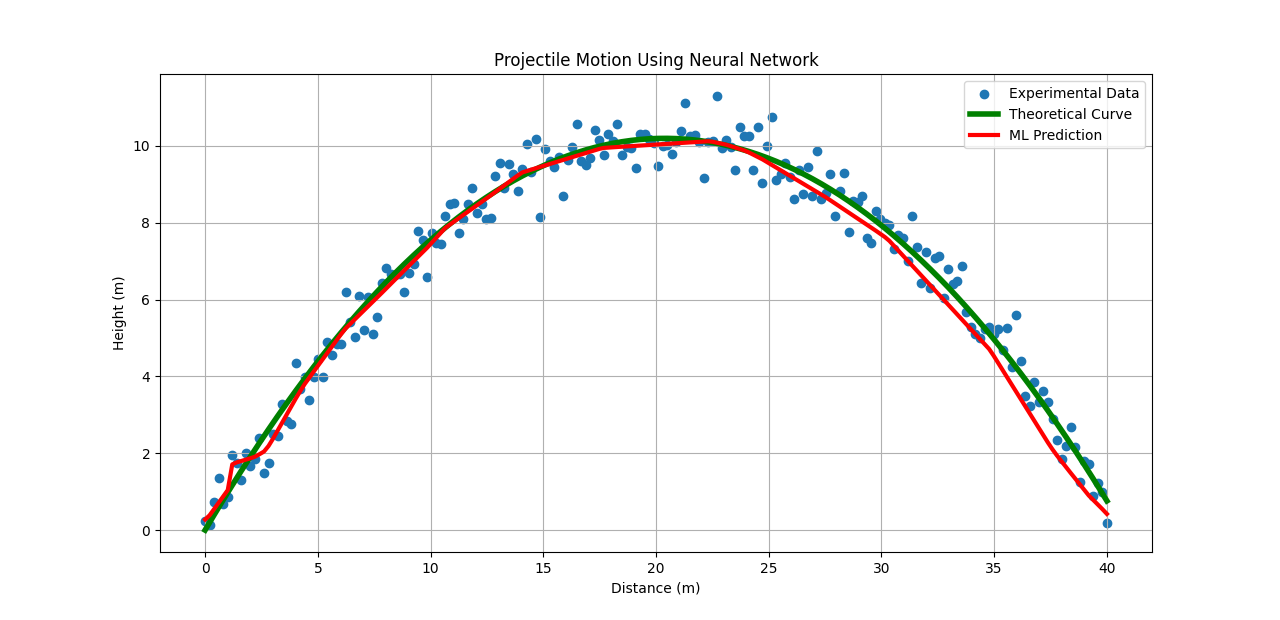 Projectile Motion Using Neural Network
Experimental Data
Theoretical Curve
ML Prediction
10
8
6
4
2
0
Height (m)
0 5 10 15 20 25 30 35 40
Distance (m)